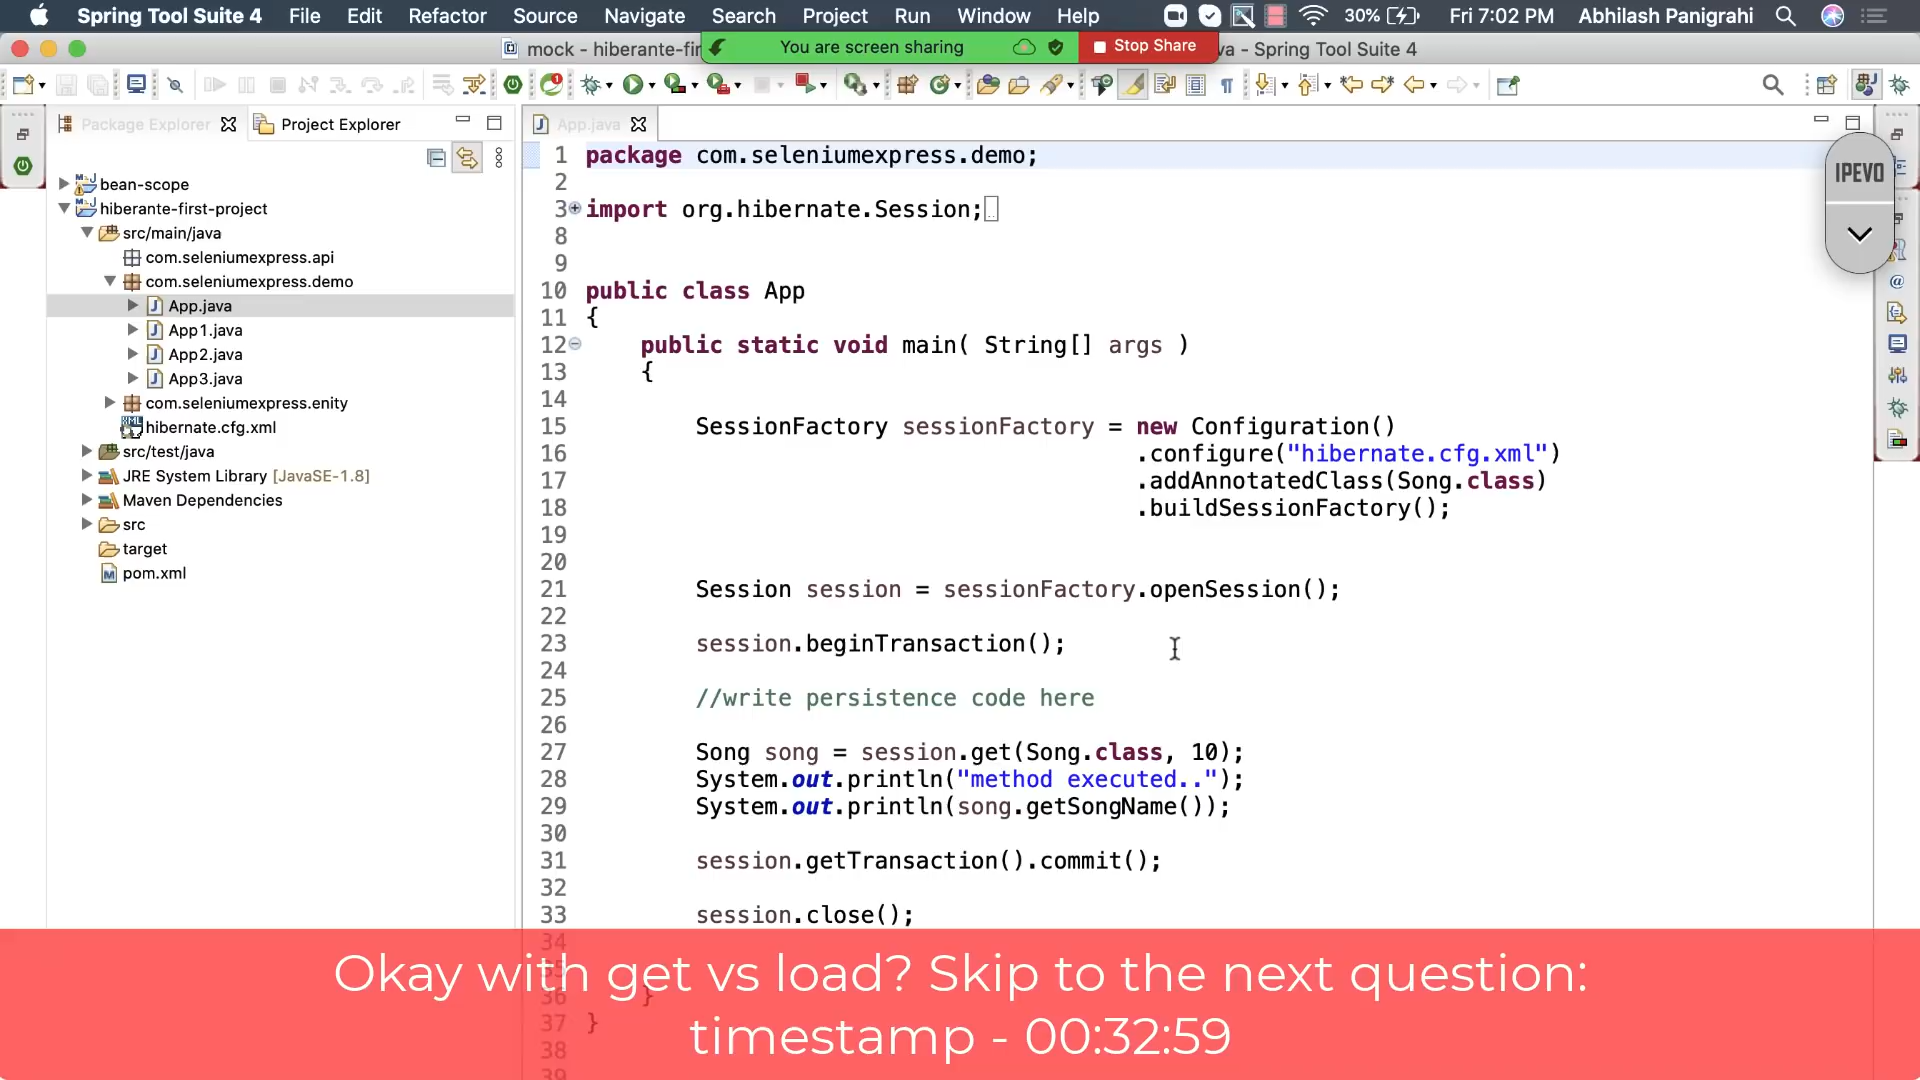 Spring Tool Suite 4 File Edit Refactor Source Navigate Search Project Run Window Help 30% Fri 7:02 PM Abhilash Panigrahi
mock - hiberante-fir
You are screen sharing
Stop Share
va - Spring Tool Suite 4
Package Explorer
Project Explorer
bean-scope
hiberante-first-project
src/main/java
com.seleniumexpress.api
com.seleniumexpress.demo
App.java
App1.java
App2.java
App3.java
com.seleniumexpress.enity
hibernate.cfg.xml
src/test/java
JRE System Library [JavaSE-1.8]
Maven Dependencies
src
target
pom.xml
App.java
1 package com.seleniumexpress.demo;
2
3 import org.hibernate.Session;
8
9
10 public class App
11 {
12 public static void main( String[] args )
13 {
14
15 SessionFactory sessionFactory = new Configuration()
16 .configure("hibernate.cfg.xml")
17 .addAnnotatedClass(Song.class)
18 .buildSessionFactory();
19
20
21 Session session = sessionFactory.openSession();
22
23 session.beginTransaction();
24
25 //write persistence code here
26
27 Song song = session.get(Song.class, 10);
28 System.out.println("method executed..");
29 System.out.println(song.getSongName());
30
31 session.getTransaction().commit();
32
33 session.close();
34
36 }
37 }
38
39
IPEVO
Okay with get vs load? Skip to the next question:
timestamp - 00:32:59